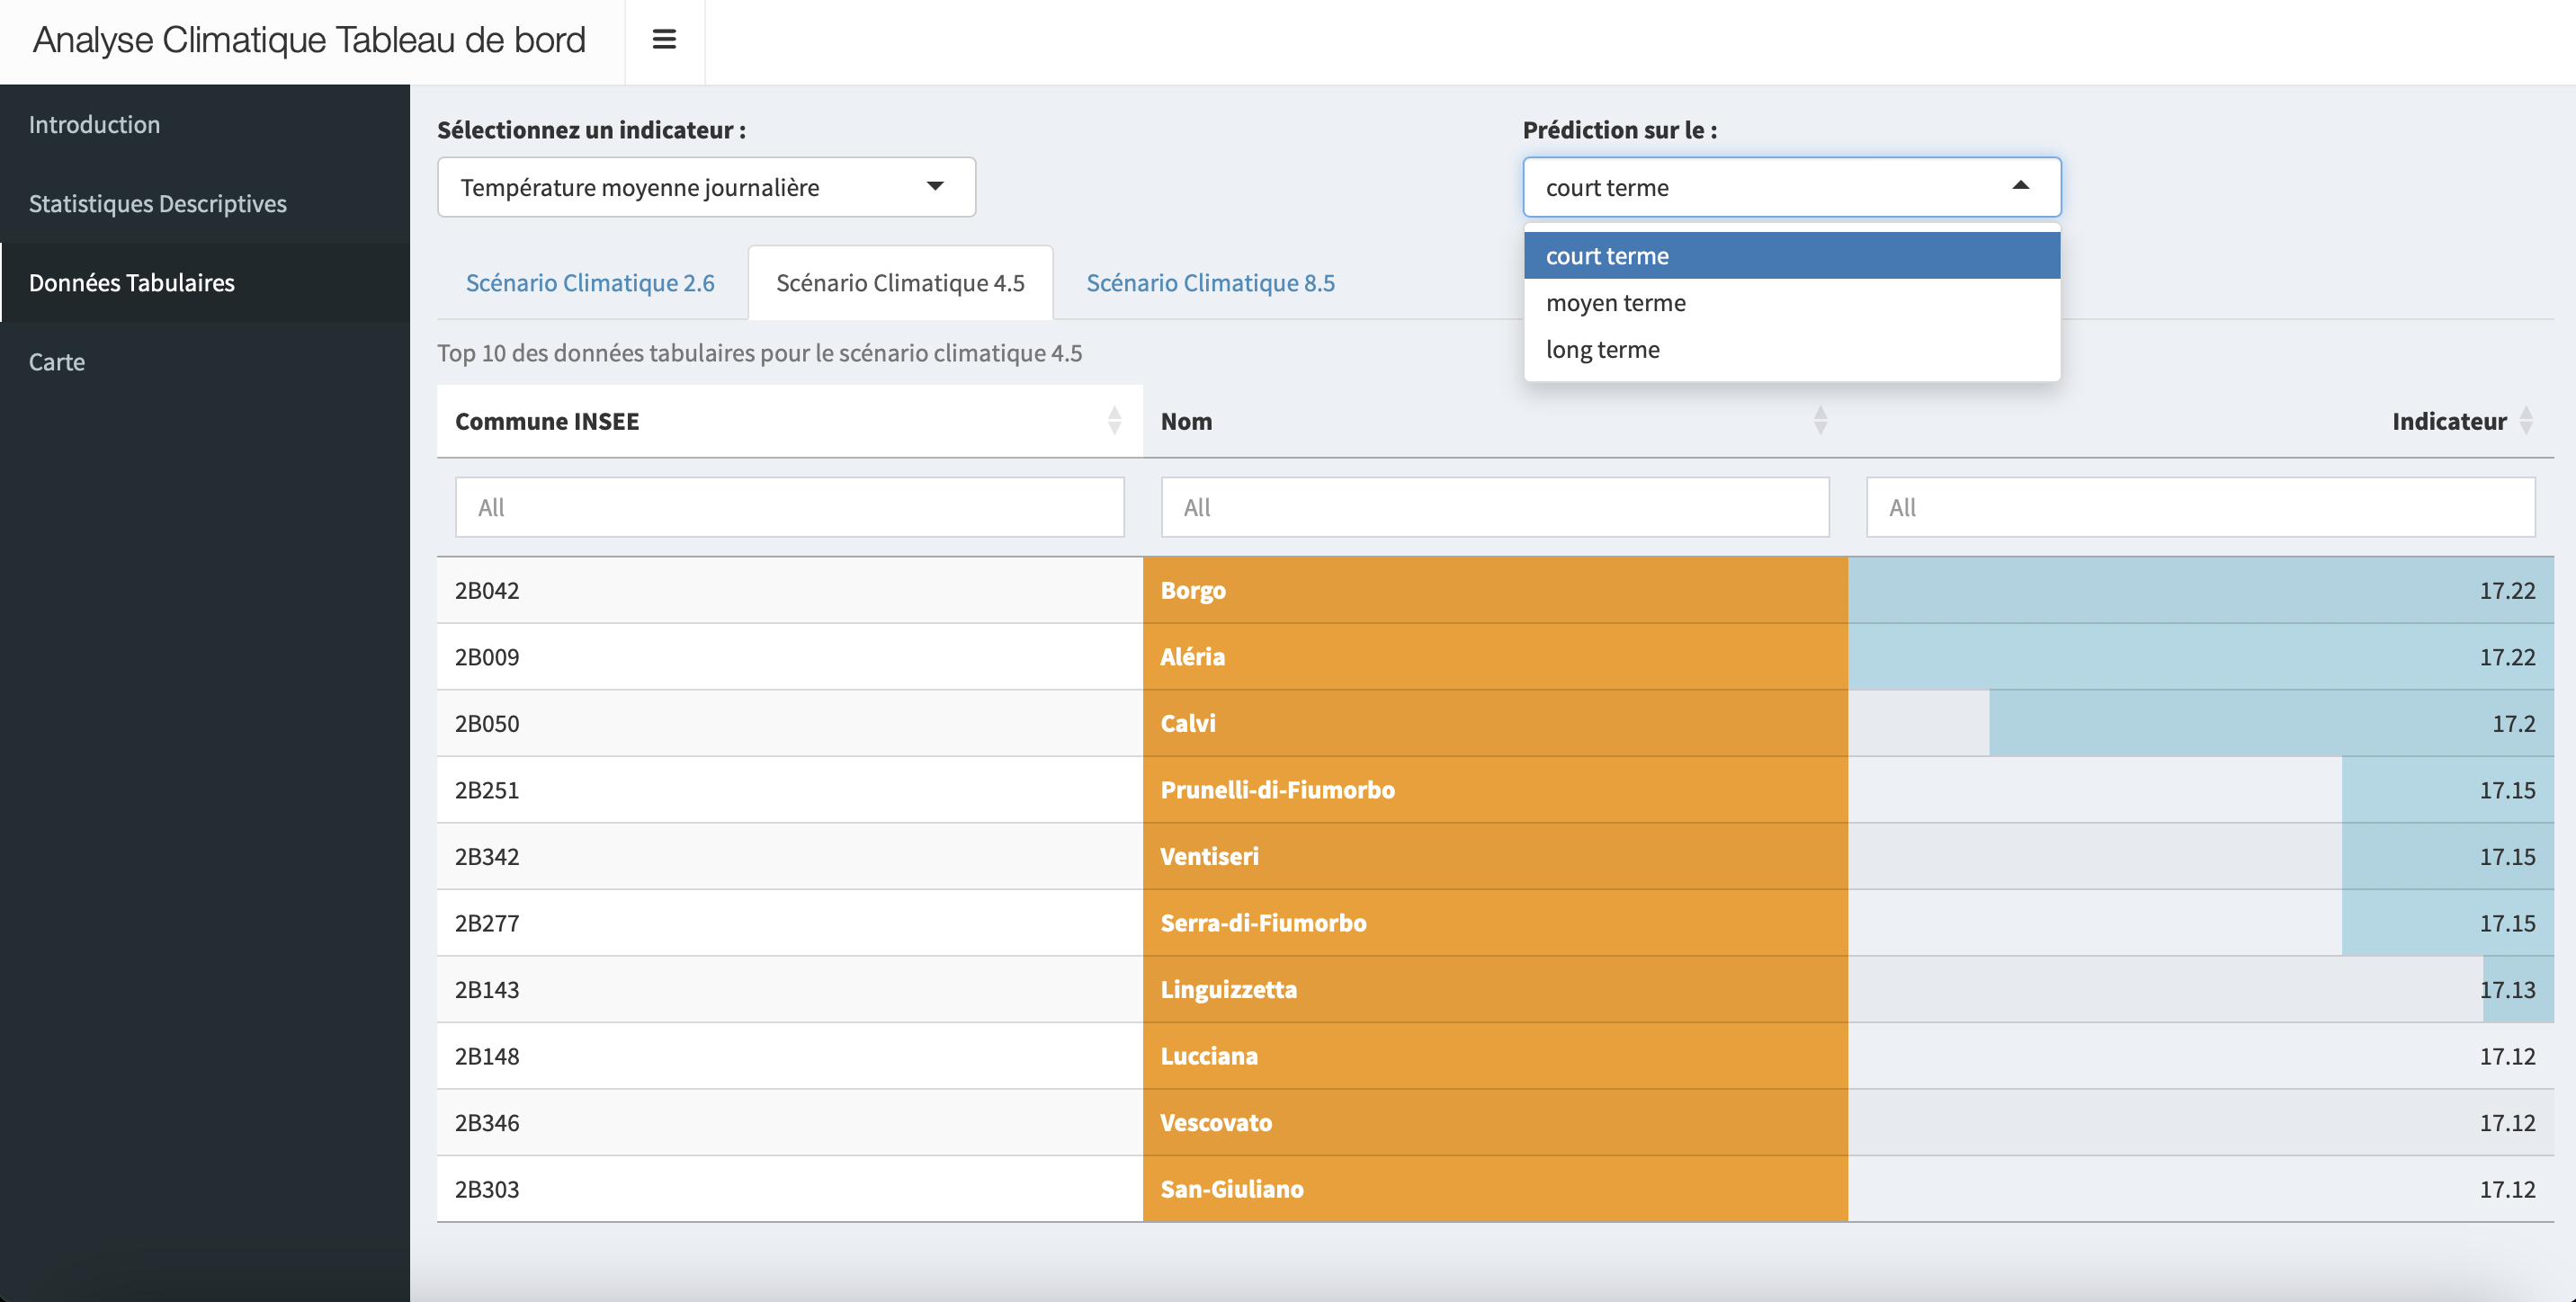 Analyse Climatique Tableau de bord
Introduction
Statistiques Descriptives
Données Tabulaires
Carte
Sélectionnez un indicateur :
Température moyenne journalière
Prédiction sur le :
court terme
court terme
moyen terme
long terme
Scénario Climatique 2.6 Scénario Climatique 4.5 Scénario Climatique 8.5
Top 10 des données tabulaires pour le scénario climatique 4.5
Commune INSEE Nom Indicateur
All All All
2B042 Borgo 17.22
2B009 Aléria 17.22
2B050 Calvi 17.2
2B251 Prunelli-di-Fiumorbo 17.15
2B342 Ventiseri 17.15
2B277 Serra-di-Fiumorbo 17.15
2B143 Linguizzetta 17.13
2B148 Lucciana 17.12
2B346 Vescovato 17.12
2B303 San-Giuliano 17.12